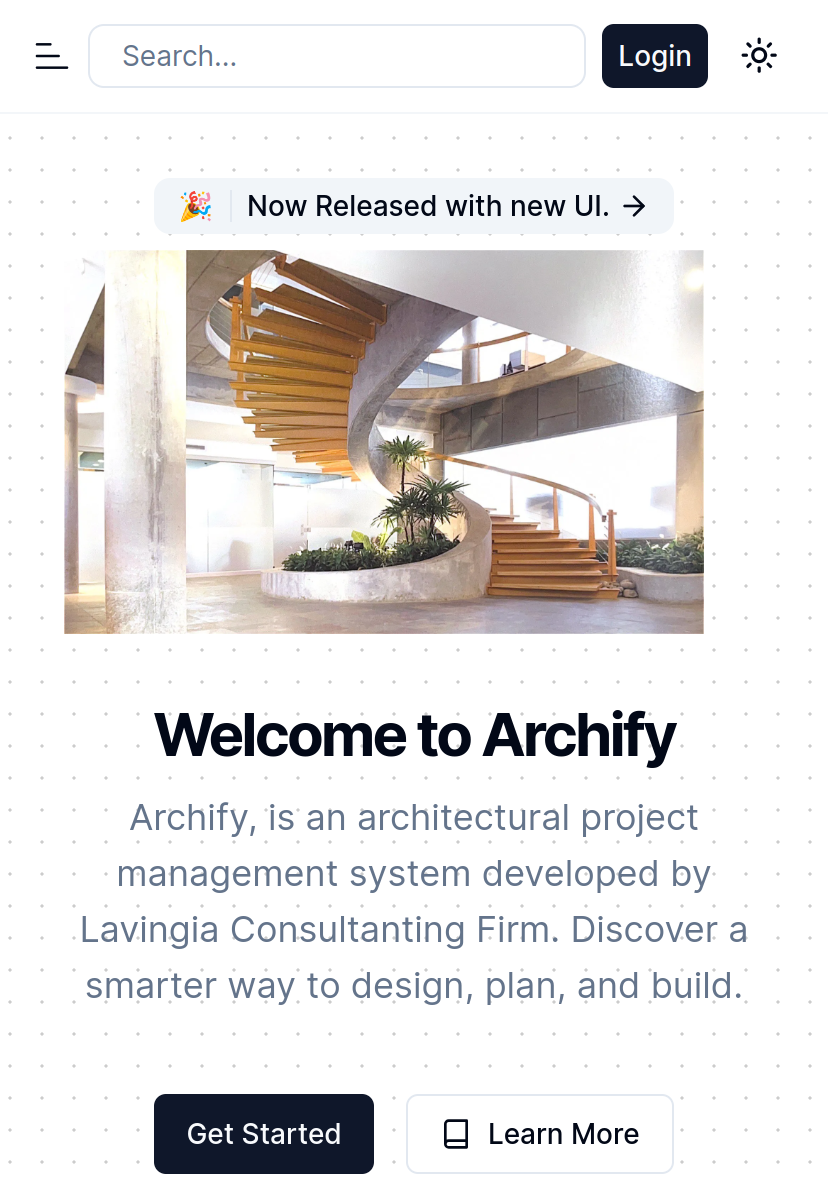 Search...
Login
🎉 Now Released with new UI. →
Welcome to Archify
Archify, is an architectural project
management system developed by
Lavingia Consultanting Firm. Discover a
smarter way to design, plan, and build.
Get Started
Learn More